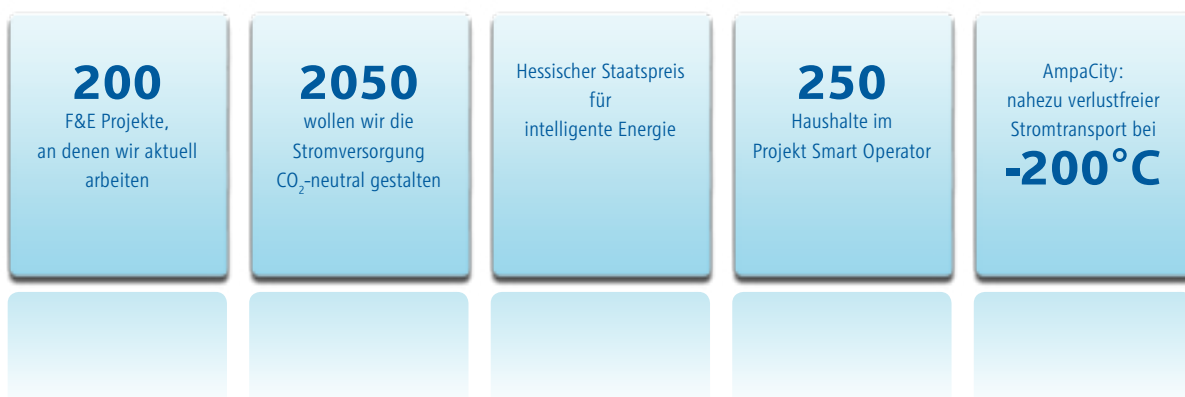 200
F&E Projekte,
an denen wir aktuell
arbeiten
2050
wollen wir die
Stromversorgung
CO₂-neutral gestalten
Hessischer Staatspreis
für
intelligente Energie
250
Haushalte im
Projekt Smart Operator
AmpaCity:
nahezu verlustfreier
Stromtransport bei
-200°C